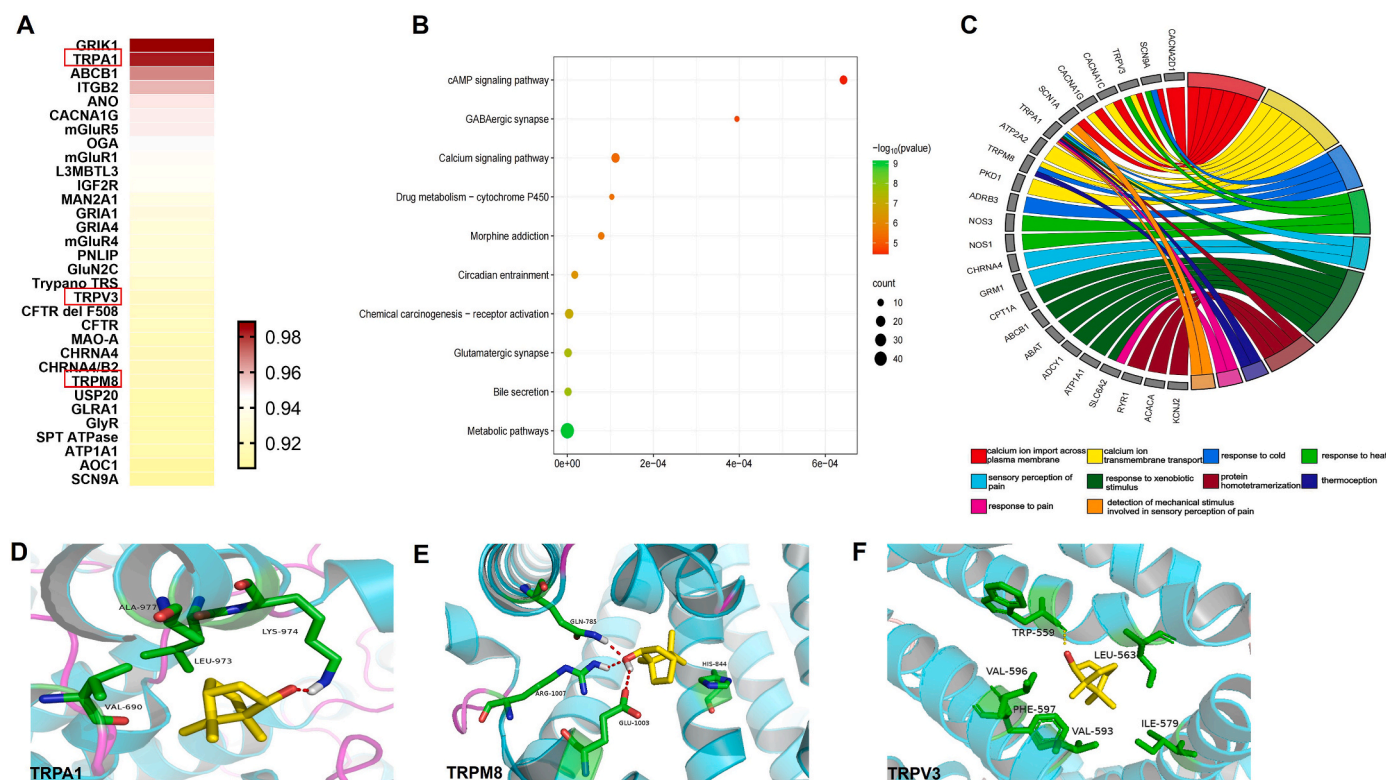 A
GRIK1
TRPA1
ABCB1
ITGB2
ANO
CACNA1G
mGluR5
OGA
mGluR1
L3MBTL3
IGF2R
MAN2A1
GRIA1
GRIA4
mGluR4
PNLIP
GluN2C
Trypano TRS
TRPV3
CFTR del F508
CFTR
MAO-A
CHRNA4
CHRNA4/B2
TRPM8
USP20
GLRA1
GlyR
SPT ATPase
ATP1A1
AOC1
SCN9A
0.98
0.96
0.94
0.92
B
cAMP signaling pathway
GABAergic synapse
Calcium signaling pathway
Drug metabolism − cytochrome P450
Morphine addiction
Circadian entrainment
Chemical carcinogenesis − receptor activation
Glutamatergic synapse
Bile secretion
Metabolic pathways
0e+00
2e−04
4e−04
6e−04
−log10(pvalue)
9
8
7
6
5
count
10
20
30
40
C
CACNA2D1
SCN9A
TRPV3
CACNA1C
CACNA1G
SCN1A
TRPA1
ATP2A2
TRPM8
PKD1
ADRB3
NOS3
NOS1
CHRNA4
GRM1
CPT1A
ABCB1
ABAT
ADCY1
ATP1A1
SLC6A2
RYR1
ACACA
KCNJ2
calcium ion import across
plasma membrane
calcium ion
transmembrane transport
response to cold
response to heat
sensory perception of
pain
response to xenobiotic
stimulus
protein
homotetramerization
thermoception
response to pain
detection of mechanical stimulus
involved in sensory perception of pain
D
ALA-977
LYS-974
LEU-973
VAL-690
TRPA1
E
GLN-785
HIS-844
ARG-1007
GLU-1003
TRPM8
F
TRP-559
LEU-563
VAL-596
PHE-597
VAL-593
ILE-579
TRPV3